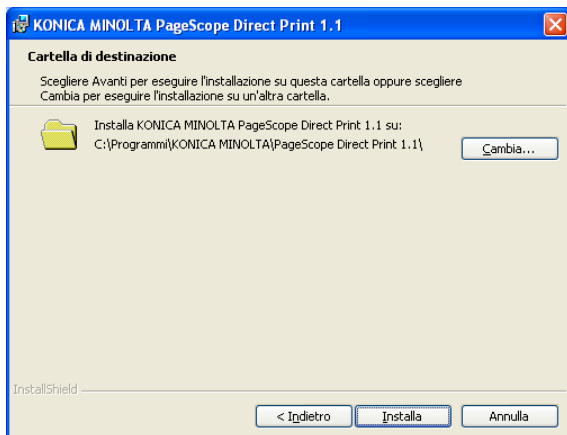 KONICA MINOLTA PageScope Direct Print 1.1
Cartella di destinazione
Scegliere Avanti per eseguire l'installazione su questa cartella oppure scegliere
Cambia per eseguire l'installazione su un'altra cartella.
Installa KONICA MINOLTA PageScope Direct Print 1.1 su:
C:\Programmi\KONICA MINOLTA\PageScope Direct Print 1.1\
Cambia...
InstallShield
< Indietro
Installa
Annulla